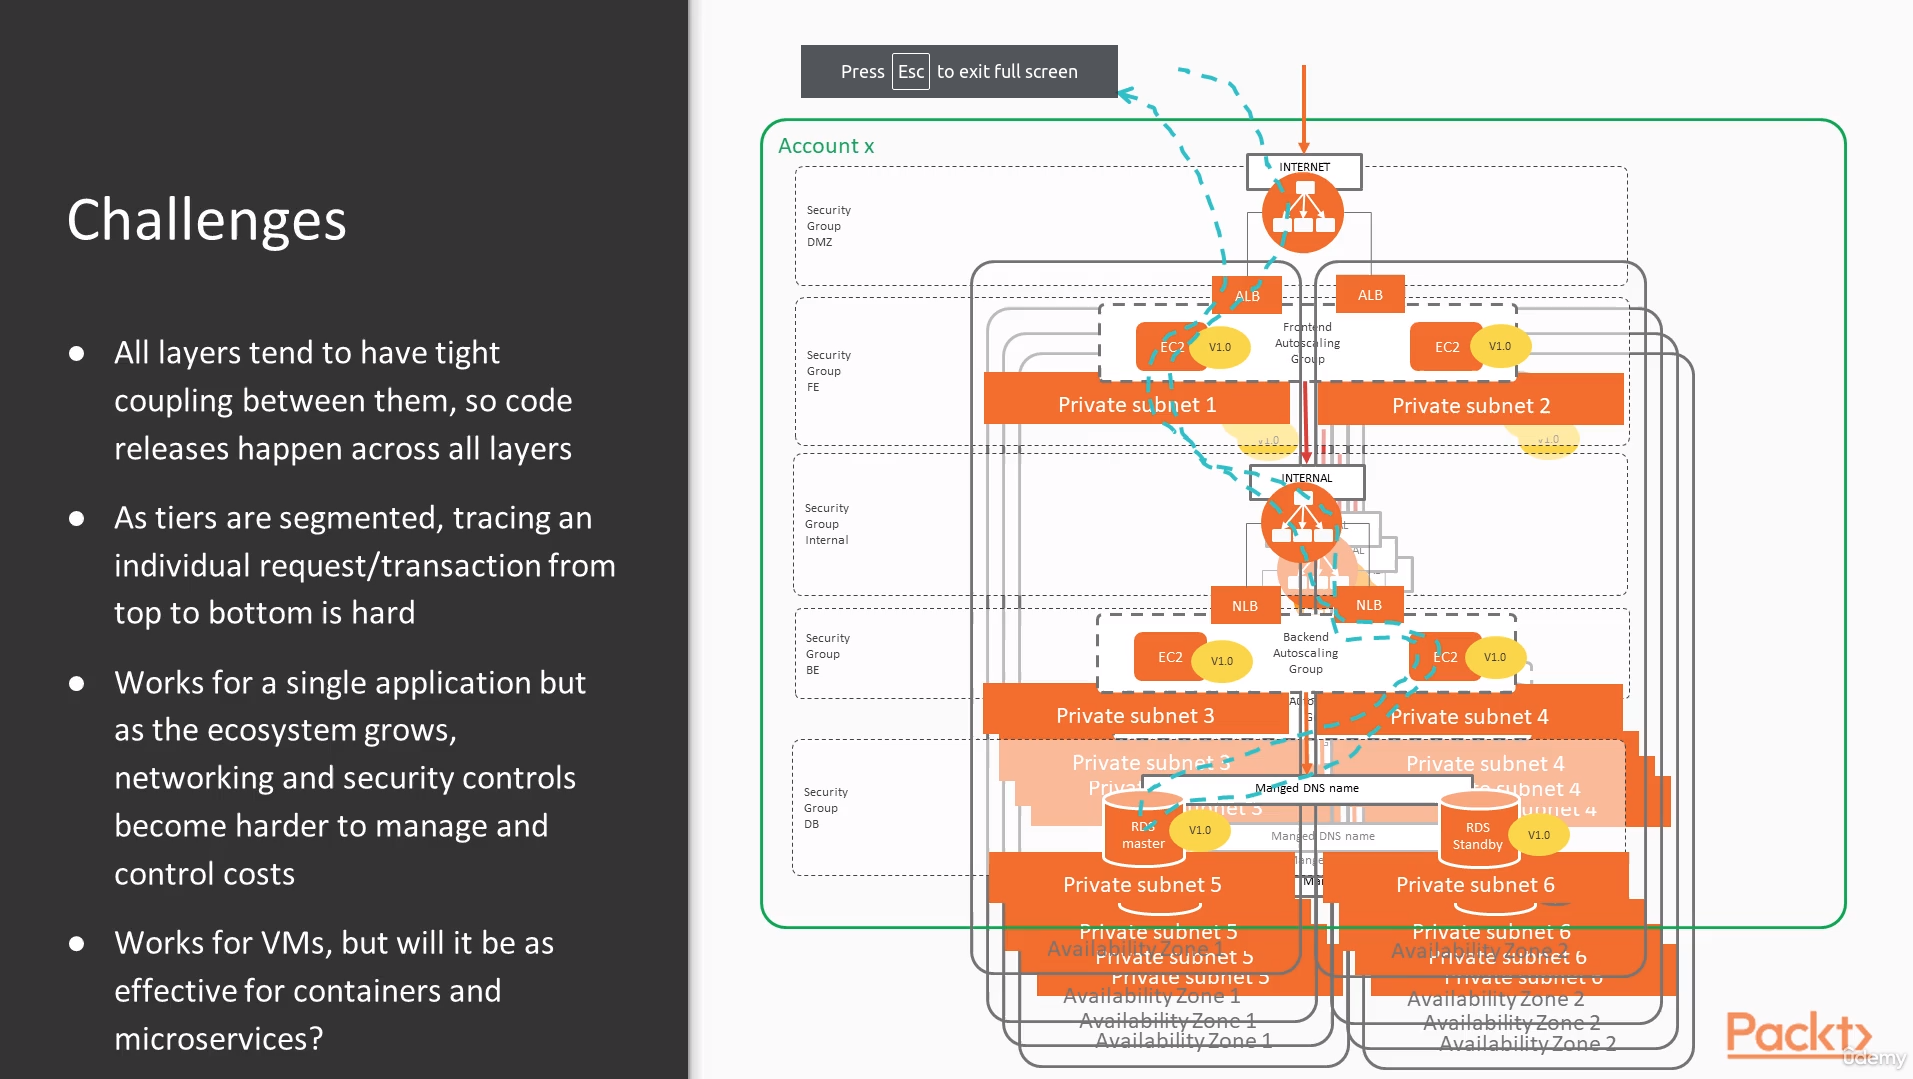 Challenges
● All layers tend to have tight
coupling between them, so code
releases happen across all layers
● As tiers are segmented, tracing an
individual request/transaction from
top to bottom is hard
● Works for a single application but
as the ecosystem grows,
networking and security controls
become harder to manage and
control costs
● Works for VMs, but will it be as
effective for containers and
microservices?
Press Esc to exit full screen
Account x
INTERNET
Security
Group
DMZ
ALB
ALB
Security
Group
FE
EC2
V1.0
Frontend
Autoscaling
Group
EC2
V1.0
Private subnet 1
Private subnet 2
V1.0
V1.0
INTERNAL
Security
Group
Internal
NLB
NLB
Security
Group
BE
EC2
V1.0
Backend
Autoscaling
Group
EC2
V1.0
Private subnet 3
Private subnet 4
Private subnet 3
Private subnet 4
subnet 4
Security
Group
DB
Manged DNS name
RDS
master
V1.0
Manged DNS name
RDS
Standby
V1.0
Private subnet 5
Private subnet 6
Private subnet 5
Private subnet 6
Availability Zone 1
Availability Zone 2
Private subnet 5
Private subnet 6
Private subnet 5
Private subnet 6
Availability Zone 1
Availability Zone 2
Availability Zone 1
Availability Zone 2
Availability Zone 1
Availability Zone 2
Packt
ûdemy